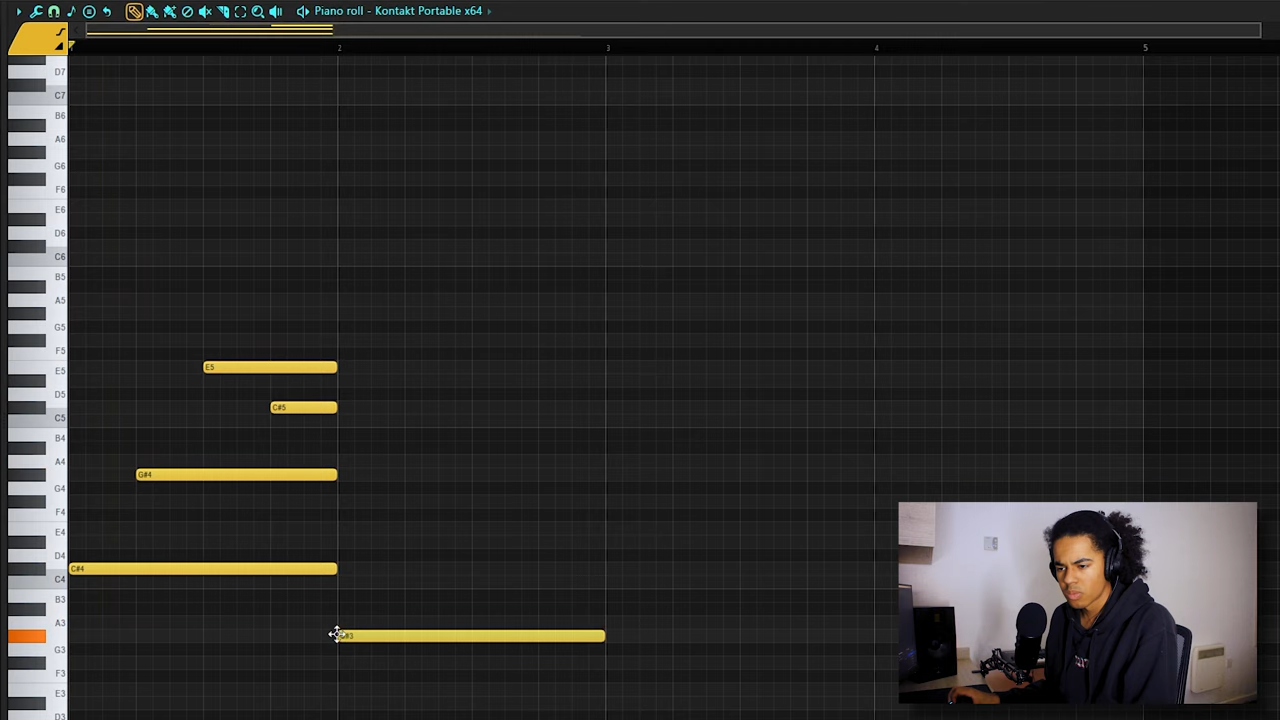 Piano roll - Kontakt Portable x64
2 3 4 5
D7
C7
B6
A6
G6
F6
E6
D6
C6
B5
A5
G5
F5
E5 E5
D5
C#5
C5
B4
A4
G#4
G4
F4
E4
D4
C#4
C4
B3
A3
G3
F3
E3
D3